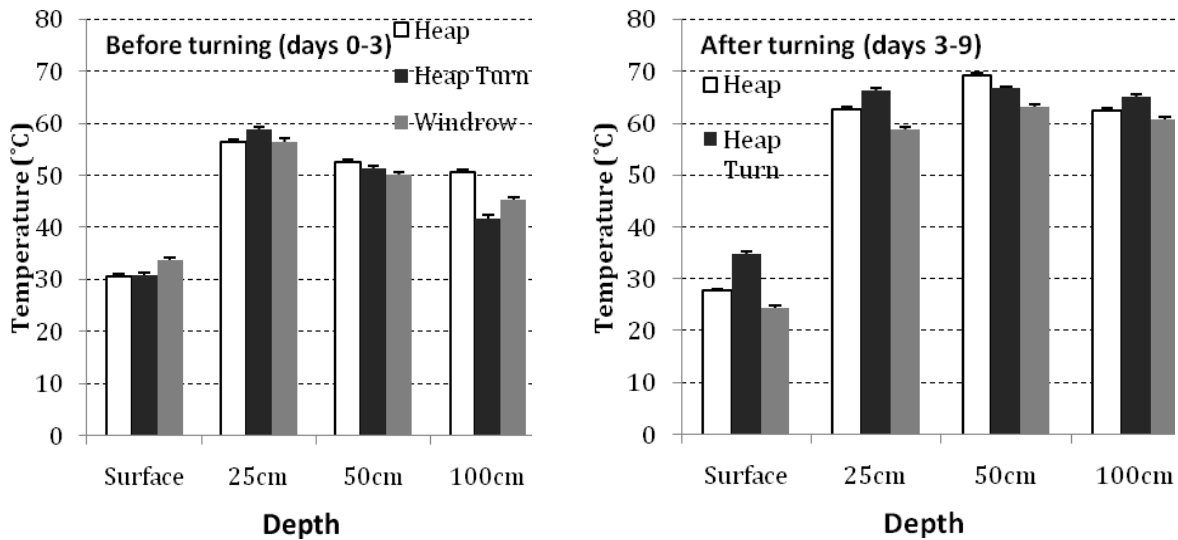 Before turning (days 0-3)
Heap
Heap Turn
Windrow
80
70
60
50
40
30
20
10
0
Temperature (˚C)
Surface 25cm 50cm 100cm
Depth
After turning (days 3-9)
Heap
Heap
Turn
80
70
60
50
40
30
20
10
0
Temperature (˚C)
Surface 25cm 50cm 100cm
Depth